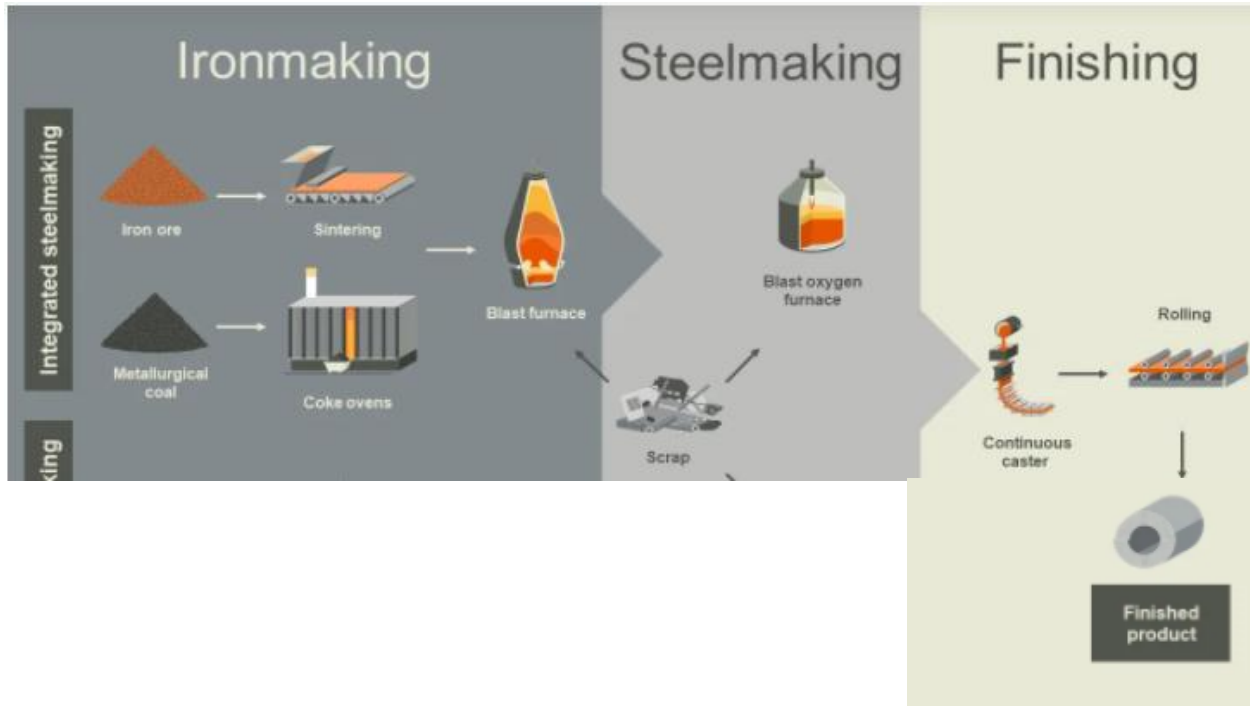 Ironmaking
Steelmaking
Finishing
Integrated steelmaking
Iron ore
Sintering
Blast furnace
Metallurgical
coal
Coke ovens
Blast oxygen
furnace
Scrap
Continuous
caster
Rolling
Finished
product
king